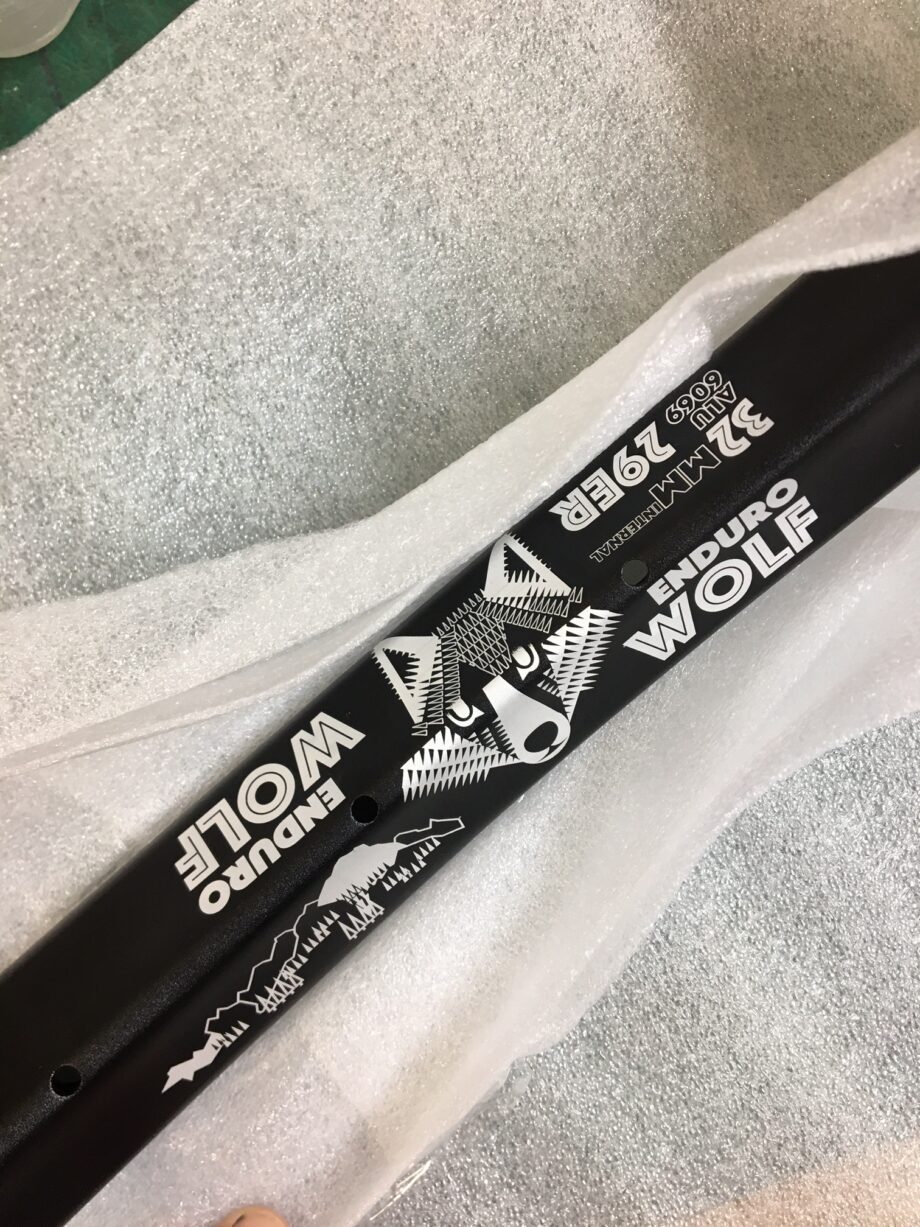 ENDURO
WOLF
32 MM INTERNAL
ALU
6069
29ER
ENDURO
WOLF